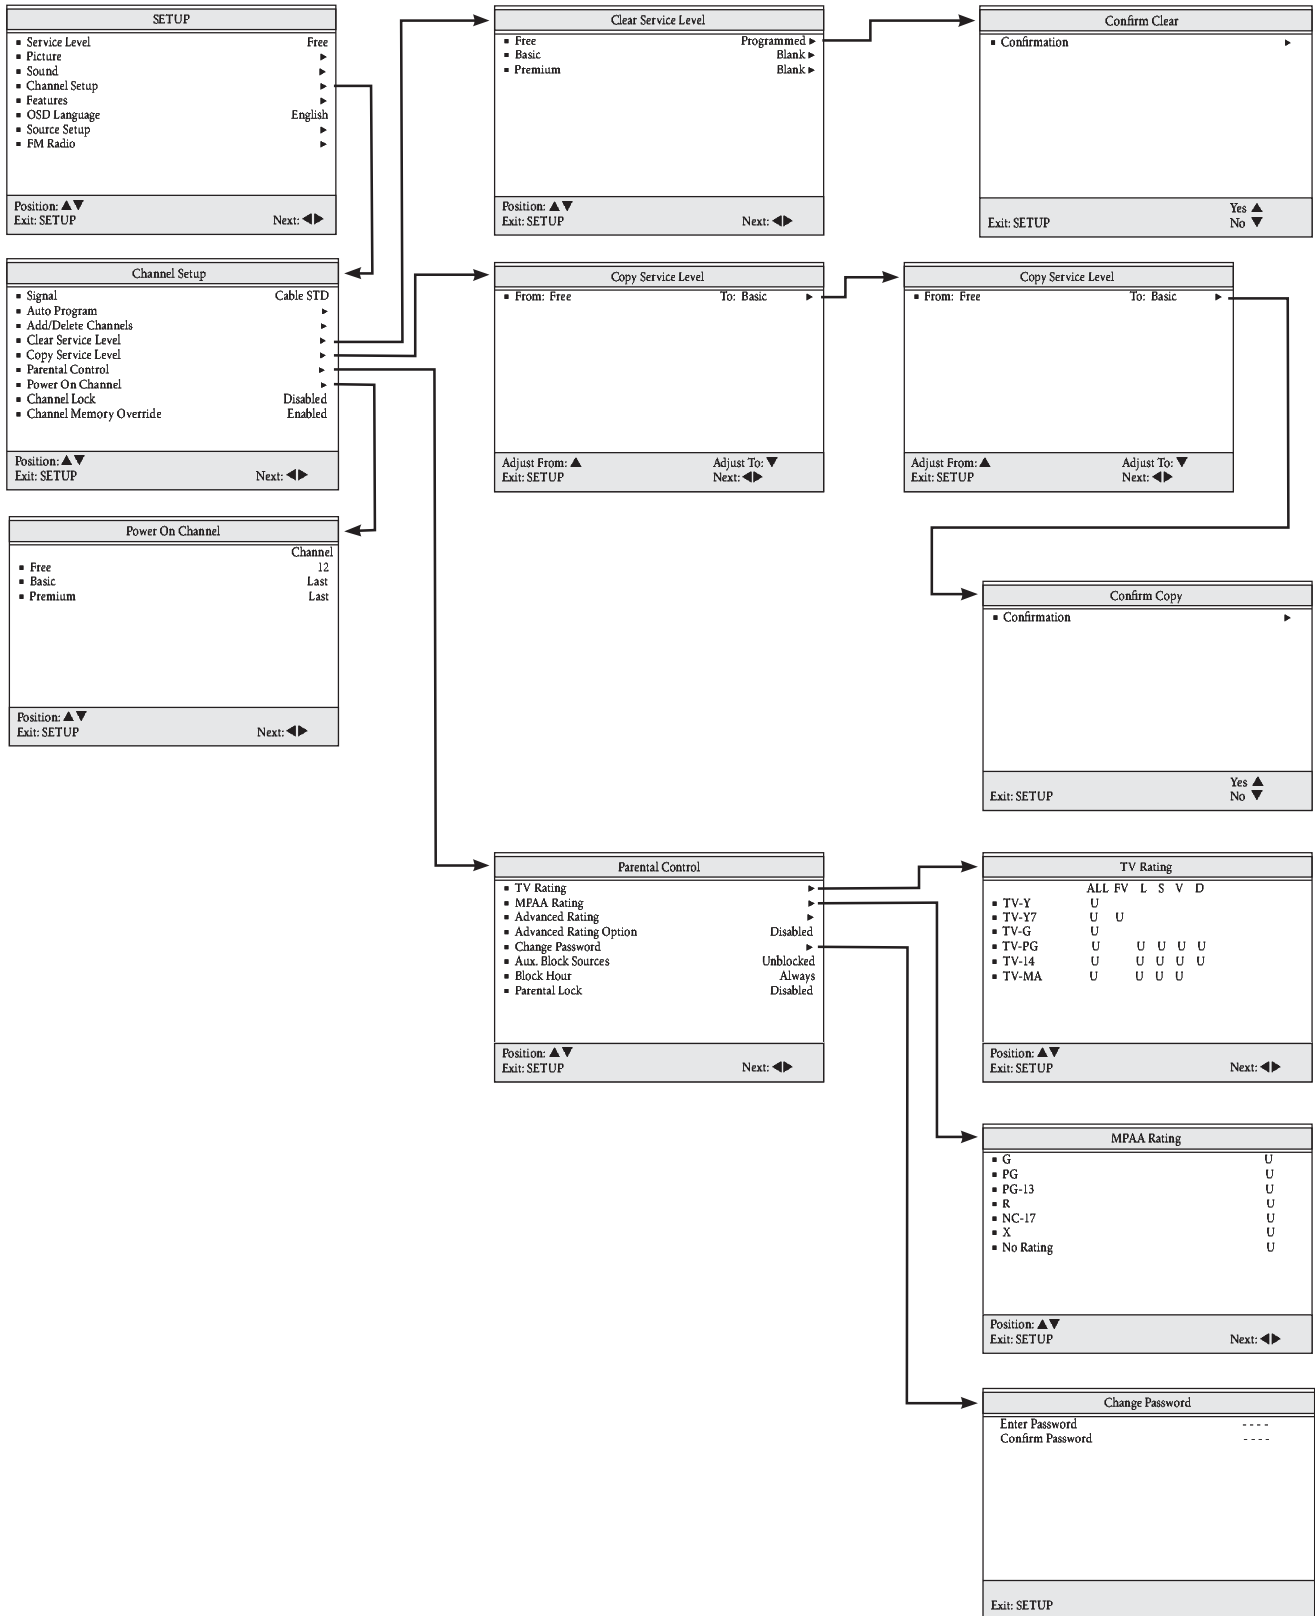 SETUP
▪ Service Level Free
▪ Picture ▶
▪ Sound ▶
▪ Channel Setup ▶
▪ Features ▶
▪ OSD Language English
▪ Source Setup ▶
▪ FM Radio ▶
Position: ▲▼
Exit: SETUP Next: ◀▶
Clear Service Level
▪ Free Programmed ▶
▪ Basic Blank ▶
▪ Premium Blank ▶
Position: ▲▼
Exit: SETUP Next: ◀▶
Confirm Clear
▪ Confirmation ▶
Yes ▲
Exit: SETUP No ▼
Channel Setup
▪ Signal Cable STD
▪ Auto Program ▶
▪ Add/Delete Channels ▶
▪ Clear Service Level ▶
▪ Copy Service Level ▶
▪ Parental Control ▶
▪ Power On Channel ▶
▪ Channel Lock Disabled
▪ Channel Memory Override Enabled
Position: ▲▼
Exit: SETUP Next: ◀▶
Copy Service Level
▪ From: Free To: Basic ▶
Adjust From: ▲ Adjust To: ▼
Exit: SETUP Next: ◀▶
Copy Service Level
▪ From: Free To: Basic ▶
Adjust From: ▲ Adjust To: ▼
Exit: SETUP Next: ◀▶
Power On Channel
Channel
▪ Free 12
▪ Basic Last
▪ Premium Last
Position: ▲▼
Exit: SETUP Next: ◀▶
Confirm Copy
▪ Confirmation ▶
Yes ▲
Exit: SETUP No ▼
Parental Control
▪ TV Rating ▶
▪ MPAA Rating ▶
▪ Advanced Rating ▶
▪ Advanced Rating Option Disabled
▪ Change Password ▶
▪ Aux. Block Sources Unblocked
▪ Block Hour Always
▪ Parental Lock Disabled
Position: ▲▼
Exit: SETUP Next: ◀▶
TV Rating
ALL FV L S V D
▪ TV-Y U
▪ TV-Y7 U U
▪ TV-G U
▪ TV-PG U U U U U
▪ TV-14 U U U U U
▪ TV-MA U U U U
Position: ▲▼
Exit: SETUP Next: ◀▶
MPAA Rating
▪ G U
▪ PG U
▪ PG-13 U
▪ R U
▪ NC-17 U
▪ X U
▪ No Rating U
Position: ▲▼
Exit: SETUP Next: ◀▶
Change Password
Enter Password - - - -
Confirm Password - - - -
Exit: SETUP